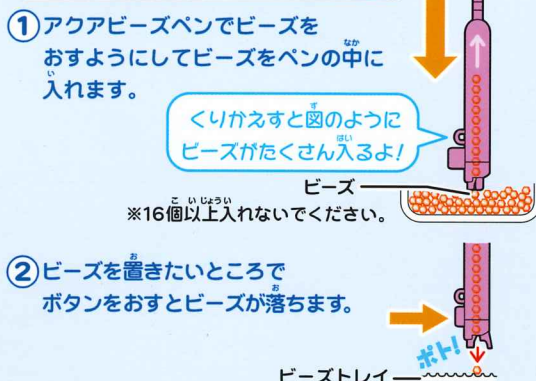 ①アクアビーズペンでビーズを
おすようにしてビーズをペンの中に
入れます。
くりかえすと図のように
ビーズがたくさん入るよ!
ビーズ
※16個以上入れないでください。
②ビーズを置きたいところで
ボタンをおすとビーズが落ちます。
ポト!
ビーズトレイ